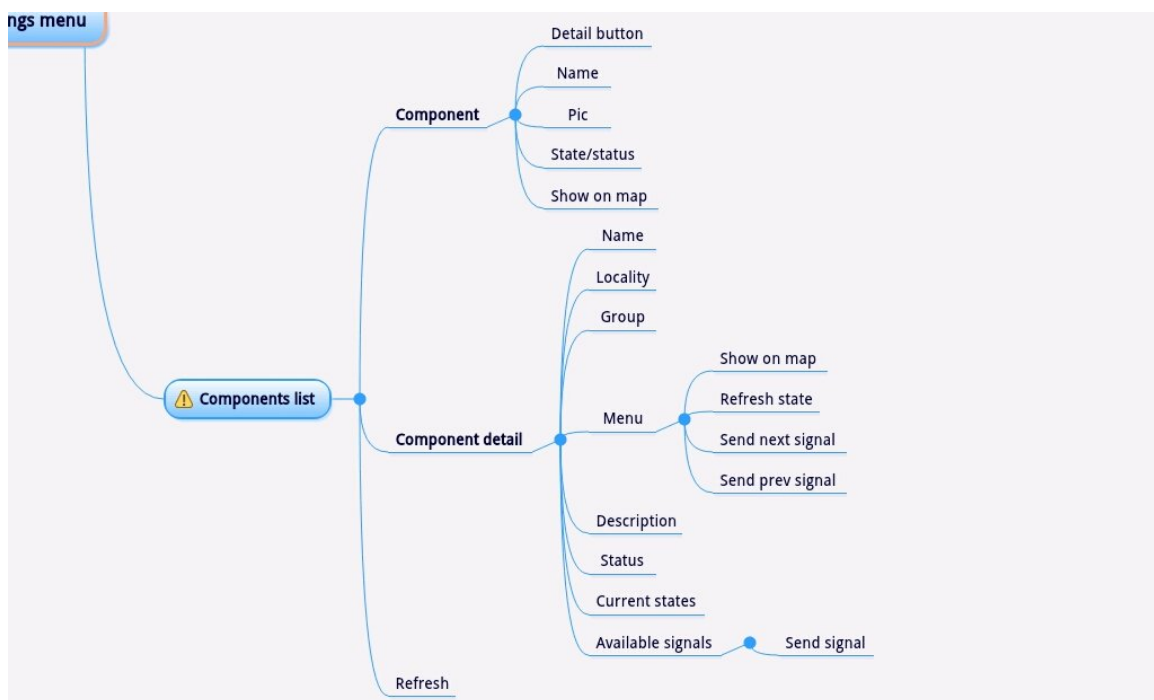 ngs menu
Detail button
Name
Component
Pic
State/status
Show on map
Name
Locality
Group
Show on map
Refresh state
Menu
Send next signal
Send prev signal
Components list
Component detail
Description
Status
Current states
Available signals
Send signal
Refresh